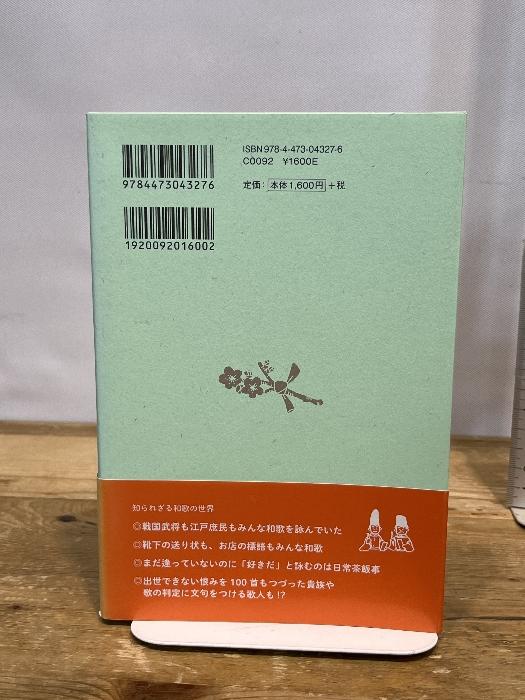 ISBN978-4-473-04327-6
C0092 ¥1600E
9784473043276
定価：本体1,600円＋税
1920092016002
知られざる和歌の世界
◎戦国武将も江戸庶民もみんな和歌を詠んでいた
◎靴下の送り状も、お店の標語もみんな和歌
◎まだ逢っていないのに「好きだ」と詠むのは日常茶飯事
◎出世できない恨みを100首もつづった貴族や
歌の判定に文句をつける歌人も!?